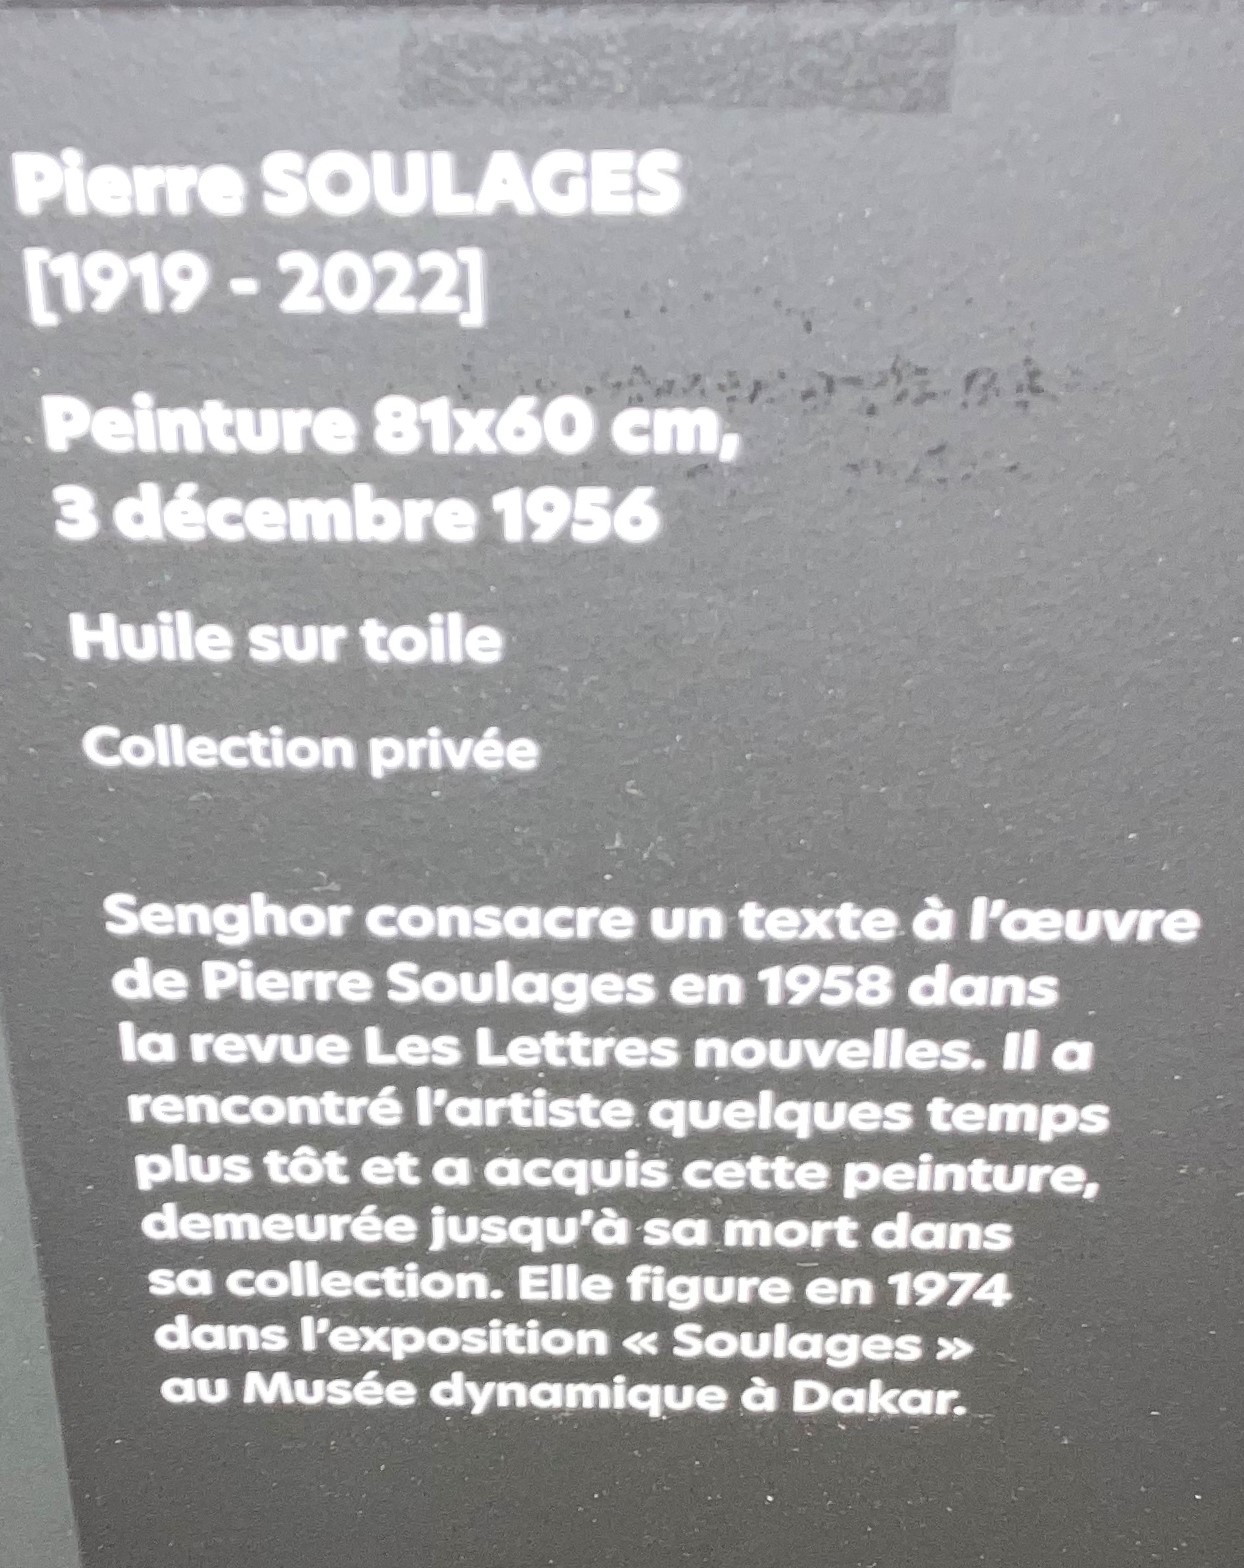 Pierre SOULAGES
[1919 - 2022]
Peinture 81x60 cm,
3 décembre 1956
Huile sur toile
Collection privée
Senghor consacre un texte à l'œuvre
de Pierre Soulages en 1958 dans
la revue Les Lettres nouvelles. Il a
rencontré l'artiste quelques temps
plus tôt et a acquis cette peinture,
demeurée jusqu'à sa mort dans
sa collection. Elle figure en 1974
dans l'exposition « Soulages »
au Musée dynamique à Dakar.